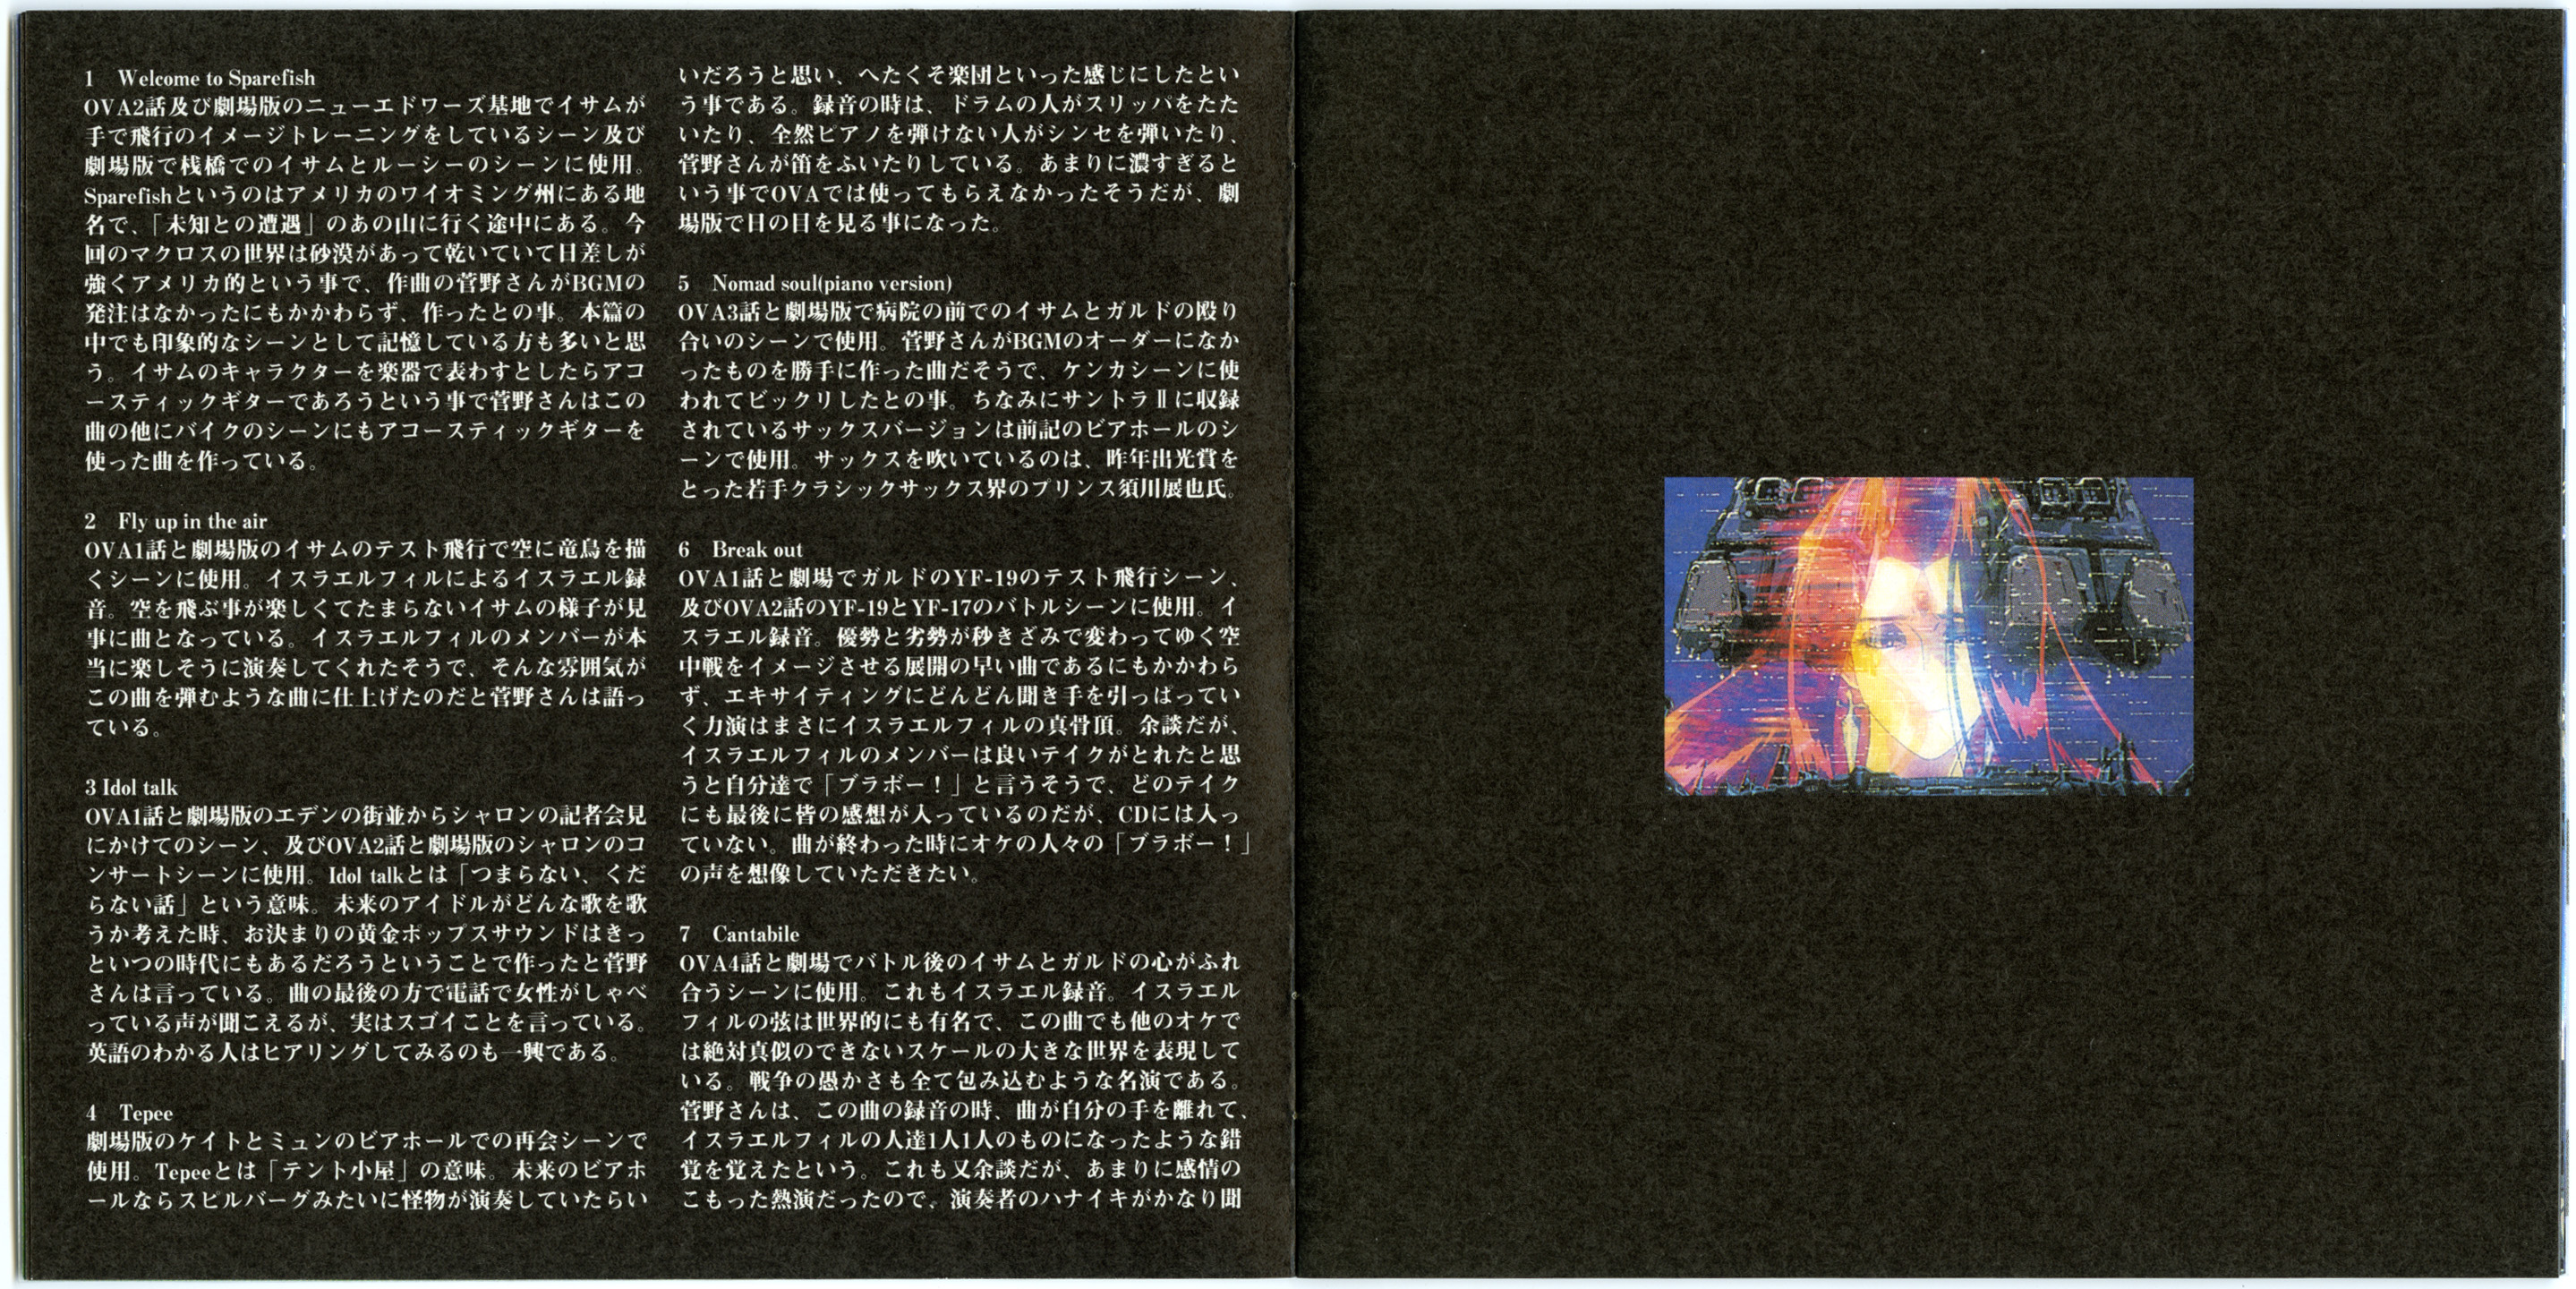 1　Welcome to Sparefish
OVA2話及び劇場版のニューエドワーズ基地でイサムが
手で飛行のイメージトレーニングをしているシーン及び
劇場版で桟橋でのイサムとルーシーのシーンに使用。
Sparefishというのはアメリカのワイオミング州にある地
名で、「未知との遭遇」のあの山に行く途中にある。今
回のマクロスの世界は砂漠があって乾いていて日差しが
強くアメリカ的という事で、作曲の菅野さんがBGMの
発注はなかったにもかかわらず、作ったとの事。本篇の
中でも印象的なシーンとして記憶している方も多いと思
う。イサムのキャラクターを楽器で表わすとしたらアコ
ースティックギターであろうという事で菅野さんはこの
曲の他にバイクのシーンにもアコースティックギターを
使った曲を作っている。
2　Fly up in the air
OVA1話と劇場版のイサムのテスト飛行で空に竜鳥を描
くシーンに使用。イスラエルフィルによるイスラエル録
音。空を飛ぶ事が楽しくてたまらないイサムの様子が見
事に曲となっている。イスラエルフィルのメンバーが本
当に楽しそうに演奏してくれたそうで、そんな雰囲気が
この曲を弾むような曲に仕上げたのだと菅野さんは語っ
ている。
3 Idol talk
OVA1話と劇場版のエデンの街並からシャロンの記者会見
にかけてのシーン、及びOVA2話と劇場版のシャロンのコ
ンサートシーンに使用。Idol talkとは「つまらない、くだ
らない話」という意味。未来のアイドルがどんな歌を歌
うか考えた時、お決まりの黄金ポップスサウンドはきっ
といつの時代にもあるだろうということで作ったと菅野
さんは言っている。曲の最後の方で電話で女性がしゃべ
っている声が聞こえるが、実はスゴイことを言っている。
英語のわかる人はヒアリングしてみるのも一興である。
4　Tepee
劇場版のケイトとミュンのビアホールでの再会シーンで
使用。Tepeeとは「テント小屋」の意味。未来のビアホ
ールならスピルバーグみたいに怪物が演奏していたらい
いだろうと思い、へたくそ楽団といった感じにしたとい
う事である。録音の時は、ドラムの人がスリッパをたた
いたり、全然ピアノを弾けない人がシンセを弾いたり、
菅野さんが笛をふいたりしている。あまりに濃すぎると
いう事でOVAでは使ってもらえなかったそうだが、劇
場版で日の目を見る事になった。
5　Nomad soul(piano version)
OVA3話と劇場版で病院の前でのイサムとガルドの殴り
合いのシーンで使用。菅野さんがBGMのオーダーになか
ったものを勝手に作った曲だそうで、ケンカシーンに使
われてビックリしたとの事。ちなみにサントラⅡに収録
されているサックスバージョンは前記のビアホールのシ
ーンで使用。サックスを吹いているのは、昨年出光賞を
とった若手クラシックサックス界のプリンス須川展也氏。
6　Break out
OVA1話と劇場でガルドのYF-19のテスト飛行シーン、
及びOVA2話のYF-19とYF-17のバトルシーンに使用。イ
スラエル録音。優勢と劣勢が秒きざみで変わってゆく空
中戦をイメージさせる展開の早い曲であるにもかかわら
ず、エキサイティングにどんどん聞き手を引っぱってい
く力演はまさにイスラエルフィルの真骨頂。余談だが、
イスラエルフィルのメンバーは良いテイクがとれたと思
うと自分達で「ブラボー！」と言うそうで、どのテイク
にも最後に皆の感想が入っているのだが、CDには入っ
ていない。曲が終わった時にオケの人々の「ブラボー！」
の声を想像していただきたい。
7　Cantabile
OVA4話と劇場でバトル後のイサムとガルドの心がふれ
合うシーンに使用。これもイスラエル録音。イスラエル
フィルの弦は世界的にも有名で、この曲でも他のオケで
は絶対真似のできないスケールの大きな世界を表現して
いる。戦争の愚かさも全て包み込むような名演である。
菅野さんは、この曲の録音の時、曲が自分の手を離れて、
イスラエルフィルの人達1人1人のものになったような錯
覚を覚えたという。これも又余談だが、あまりに感情の
こもった熱演だったので、演奏者のハナイキがかなり聞